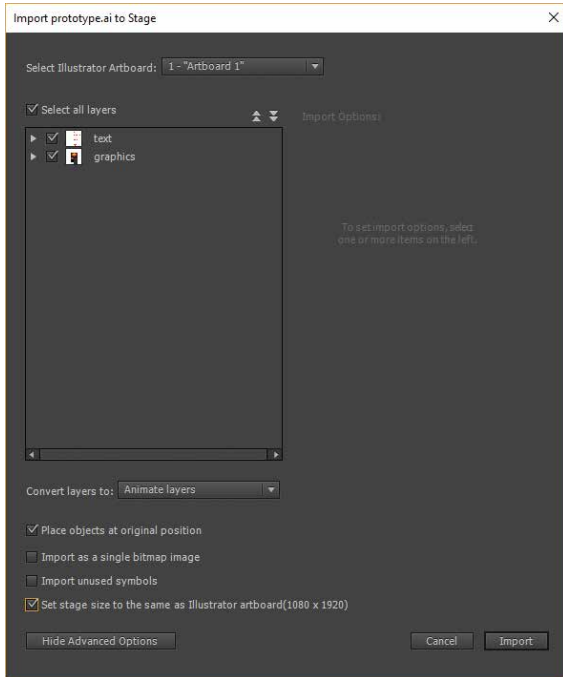 Import prototype.ai to Stage
Select Illustrator Artboard: 1 - "Artboard 1"
Select all layers
Import Options:
text
graphics
To set import options, select
one or more items on the left.
Convert layers to: Animate layers
Place objects at original position
Import as a single bitmap image
Import unused symbols
Set stage size to the same as Illustrator artboard(1080 x 1920)
Hide Advanced Options
Cancel
Import